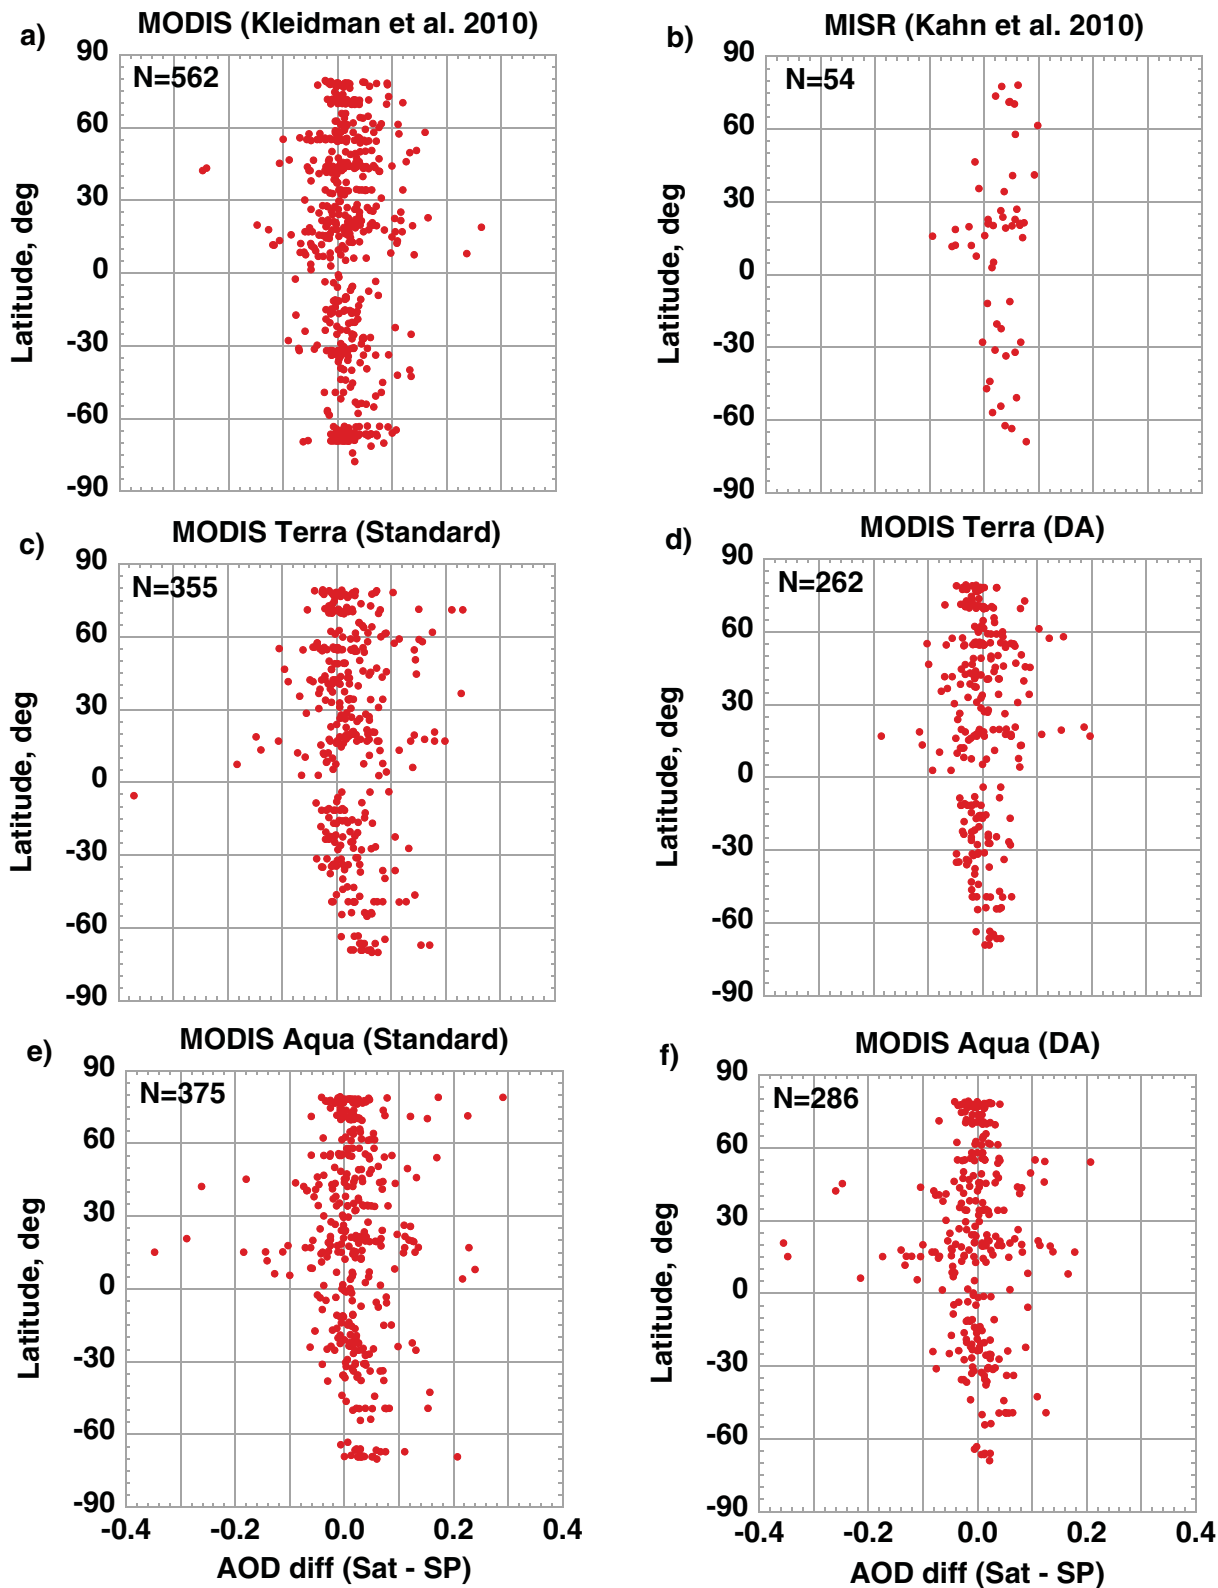 a)
MODIS (Kleidman et al. 2010)
N=562
90
60
30
0
-30
-60
-90
Latitude, deg
b)
MISR (Kahn et al. 2010)
N=54
90
60
30
0
-30
-60
-90
Latitude, deg
c)
MODIS Terra (Standard)
N=355
90
60
30
0
-30
-60
-90
Latitude, deg
d)
MODIS Terra (DA)
N=262
90
60
30
0
-30
-60
-90
Latitude, deg
e)
MODIS Aqua (Standard)
N=375
90
60
30
0
-30
-60
-90
Latitude, deg
-0.4 -0.2 0.0 0.2 0.4
AOD diff (Sat - SP)
f)
MODIS Aqua (DA)
N=286
90
60
30
0
-30
-60
-90
Latitude, deg
-0.4 -0.2 0.0 0.2 0.4
AOD diff (Sat - SP)